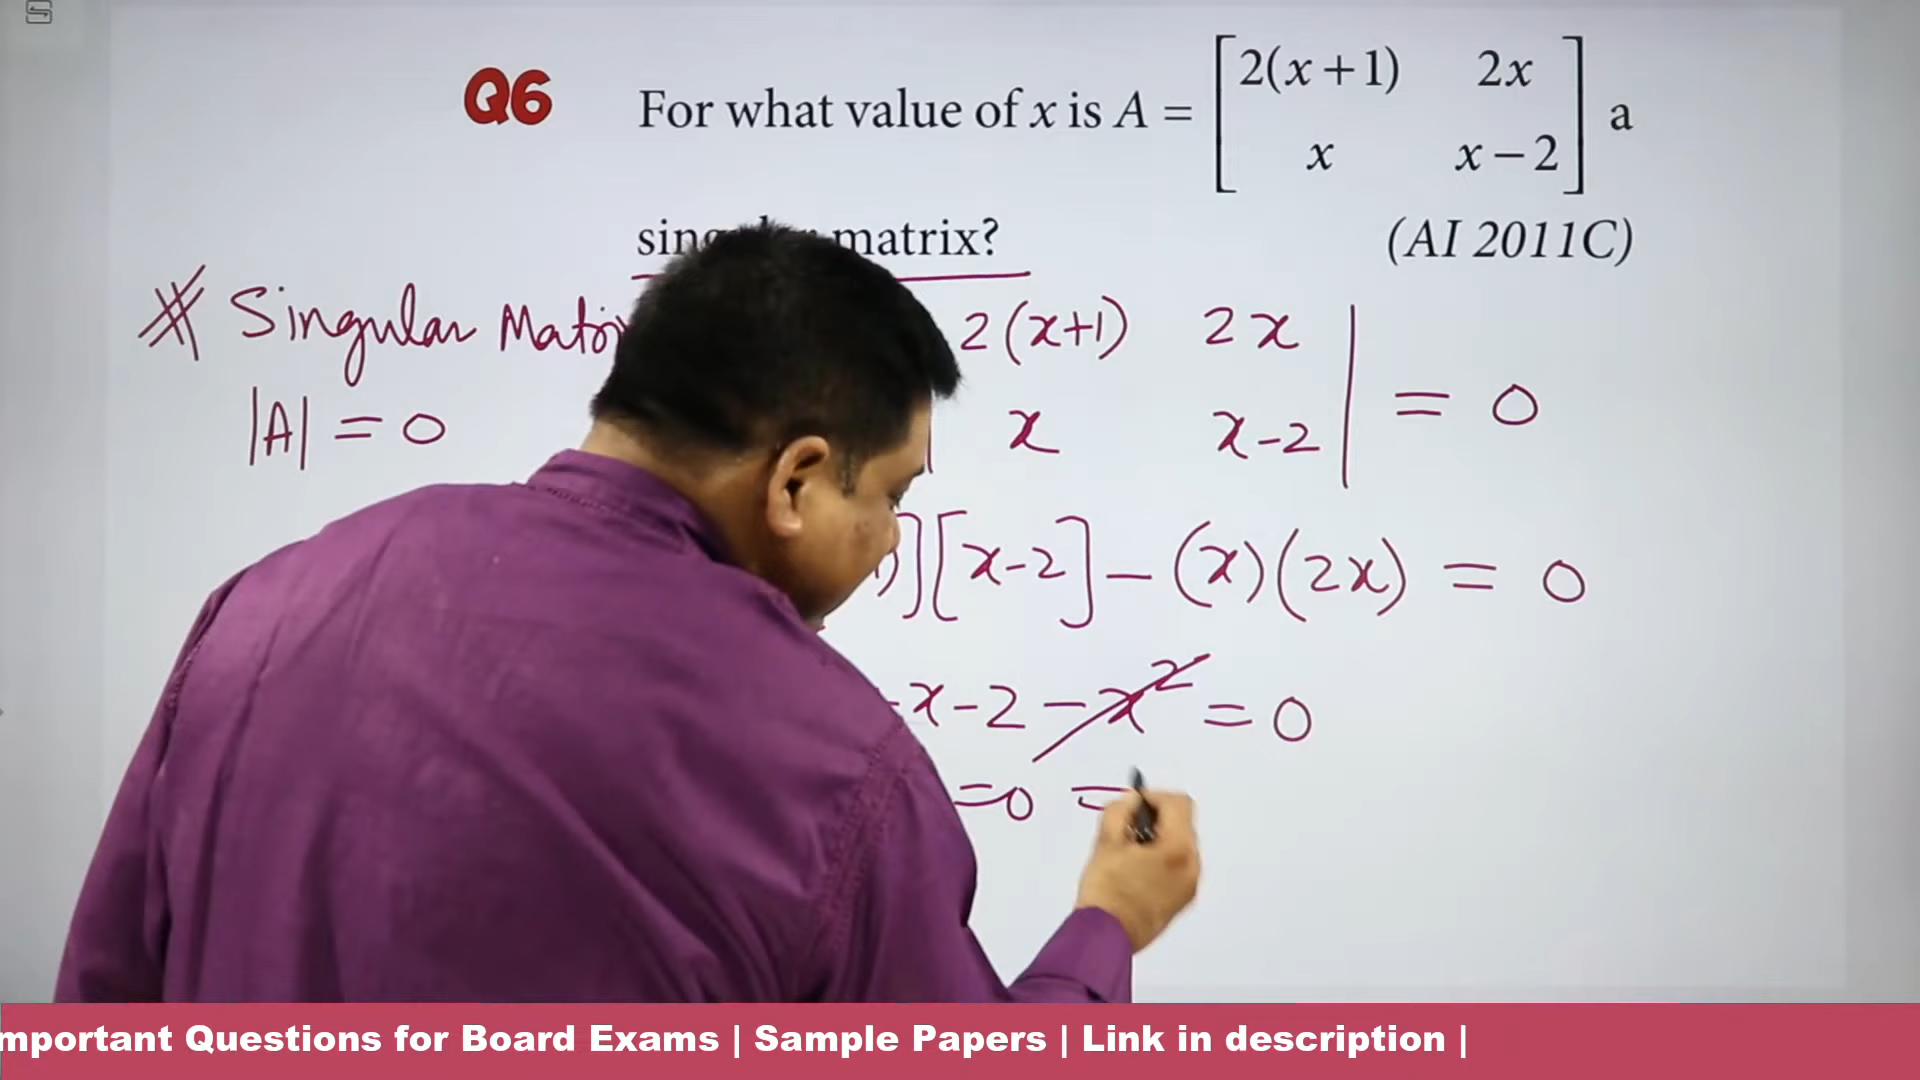 Q6 For what value of x is A = [2(x+1) 2x
x x-2] a
matrix? (AI 2011C)
Singular 2(x+1) 2x
|A| = 0 x x-2 | = 0
][x-2] - (x)(2x) = 0
x-2 - x² = 0
=0 =
mportant Questions for Board Exams | Sample Papers | Link in description |